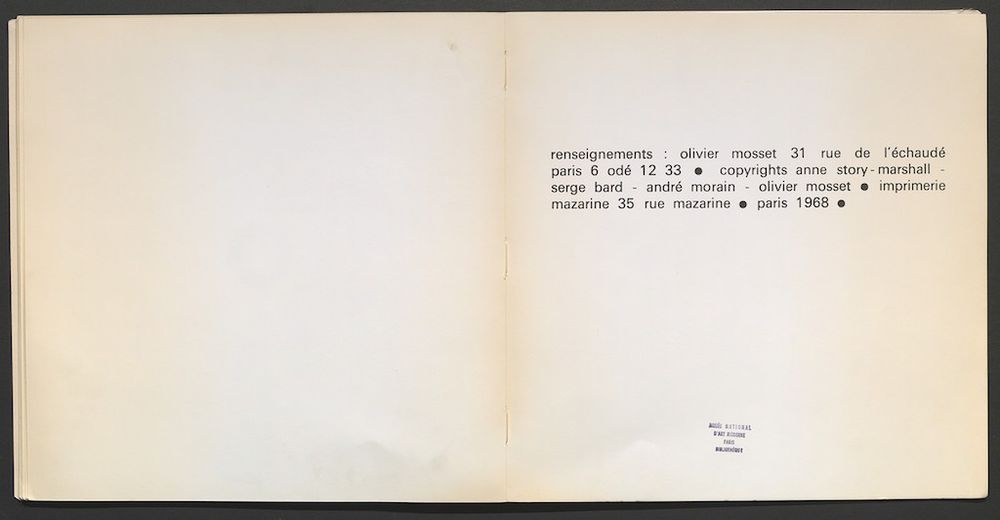 renseignements : olivier mosset 31 rue de l'échaudé
paris 6 odé 12 33 ● copyrights anne story-marshall -
serge bard - andré morain - olivier mosset ● imprimerie
mazarine 35 rue mazarine ● paris 1968 ●
MUSÉE NATIONAL
D'ART MODERNE
PARIS
BIBLIOTHÈQUE